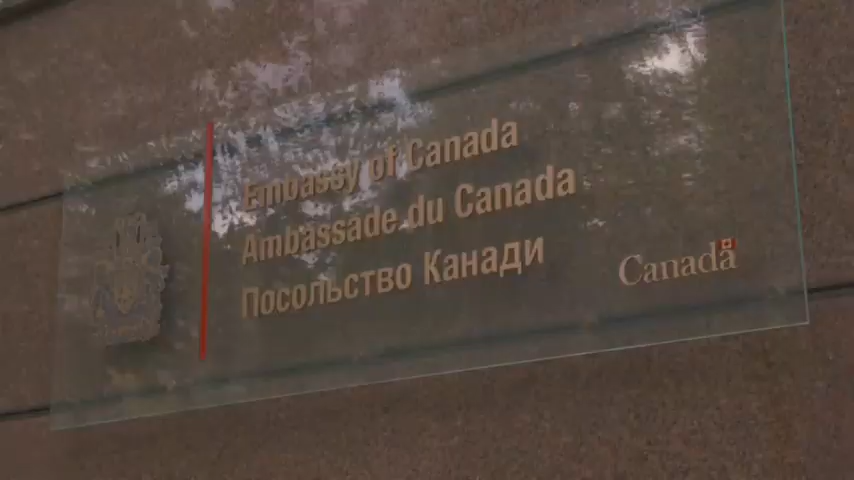 Embassy of Canada
Ambassade du Canada
Посольство Канади
Canada